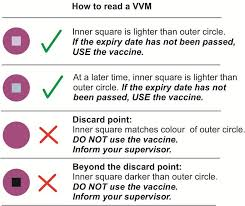 How to read a VVM
Inner square is lighter than outer circle.
If the expiry date has not been passed,
USE the vaccine.
At a later time, inner square is lighter than
outer circle. If the expiry date has not
been passed, USE the vaccine.
Discard point:
Inner square matches colour of outer circle.
DO NOT use the vaccine.
Inform your supervisor.
Beyond the discard point:
Inner square darker than outer circle.
DO NOT use the vaccine.
Inform your supervisor.